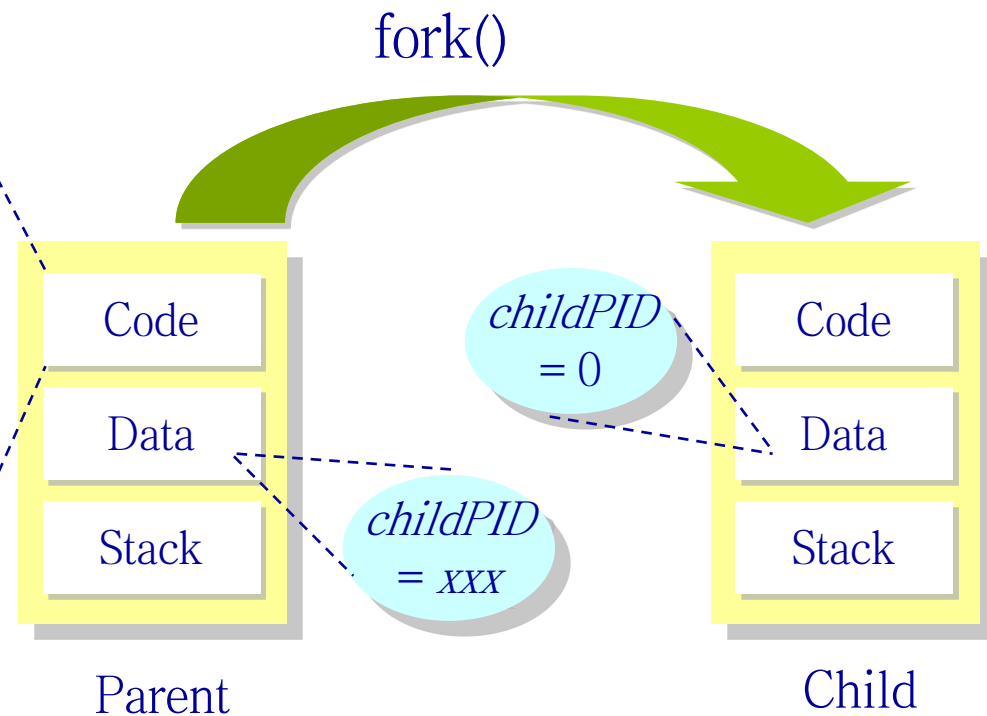 fork()
Code
Data
Stack
Parent
childPID
= xxx
childPID
= 0
Code
Data
Stack
Child